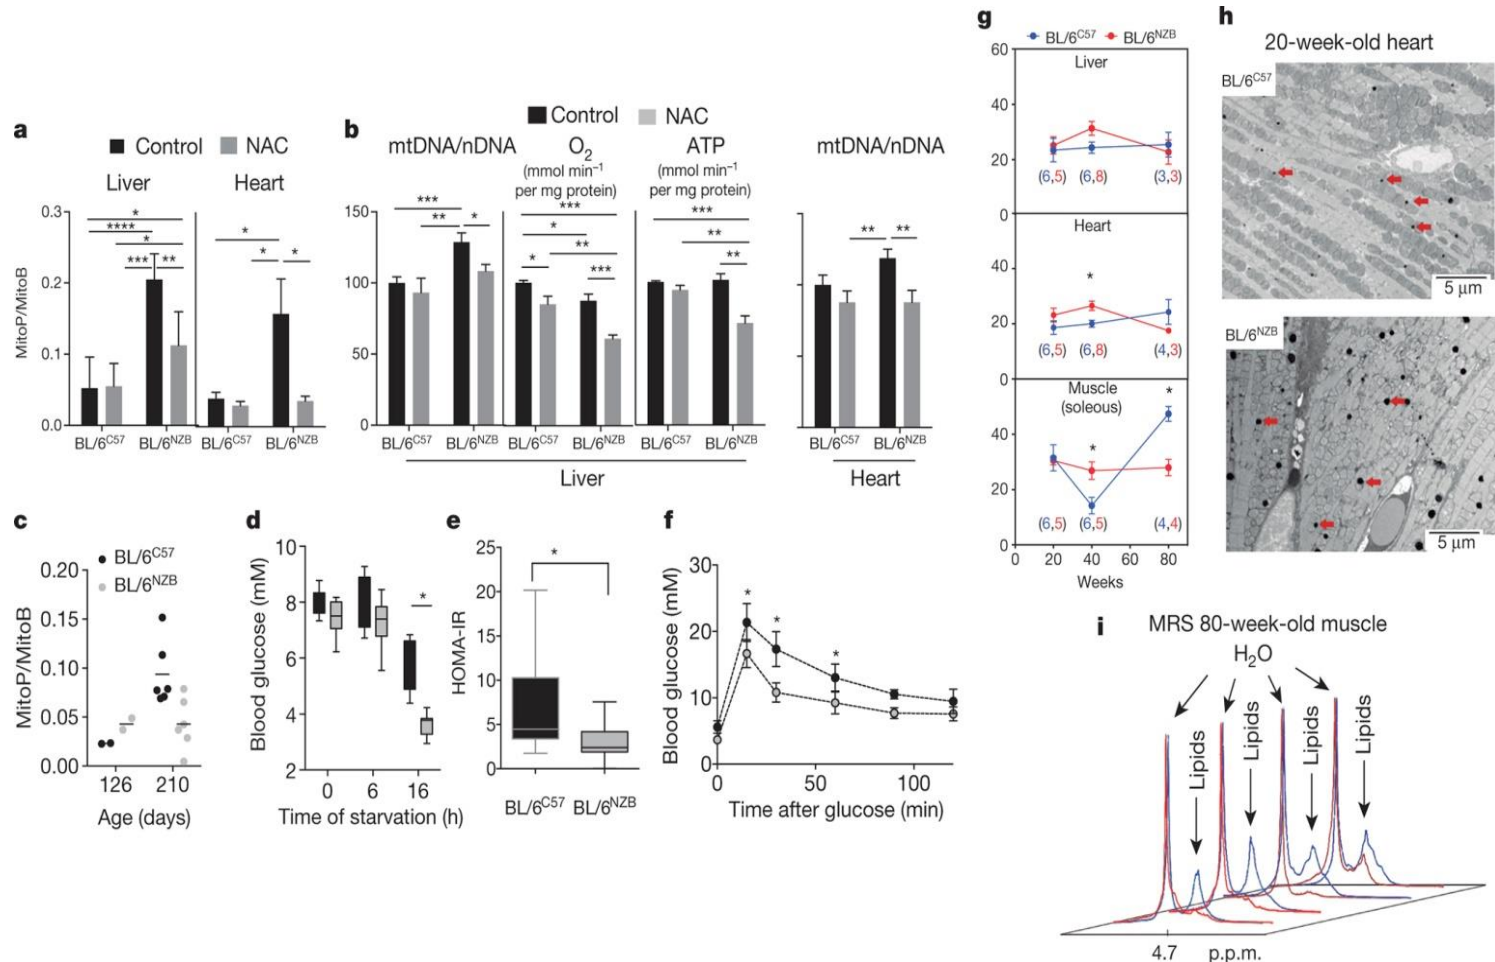 a
Control NAC
Liver Heart
* * * *
**** * * *
*** **
0.3
0.2
0.1
0.0
MitoP/MitoB
BL/6C57 BL/6NZB BL/6C57 BL/6NZB
b
Control NAC
mtDNA/nDNA O2 ATP mtDNA/nDNA
(mmol min–1 (mmol min–1
per mg protein) per mg protein)
*** *** ***
** * * ** ** ** **
* *** **
150
100
50
0
BL/6C57 BL/6NZB BL/6C57 BL/6NZB BL/6C57 BL/6NZB BL/6C57 BL/6NZB
Liver Heart
c
BL/6C57
BL/6NZB
0.20
0.15
0.10
0.05
0.00
MitoP/MitoB
126 210
Age (days)
d
10
8
6
4
2
Blood glucose (mM)
*
0 6 16
Time of starvation (h)
e
25
20
15
10
5
0
HOMA-IR
*
BL/6C57 BL/6NZB
f
30
20
10
0
Blood glucose (mM)
* * *
0 50 100
Time after glucose (min)
g
BL/6C57 BL/6NZB
60
Liver
40
20
(6,5) (6,8) (3,3)
0
Heart
40
*
20
(6,5) (6,8) (4,3)
0
Muscle
(soleous)
* *
40
20
(6,5) (6,5) (4,4)
0
0 20 40 60 80
Weeks
h
20-week-old heart
BL/6C57
5 µm
BL/6NZB
5 µm
i
MRS 80-week-old muscle
H2O
Lipids Lipids Lipids Lipids
4.7 p.p.m.